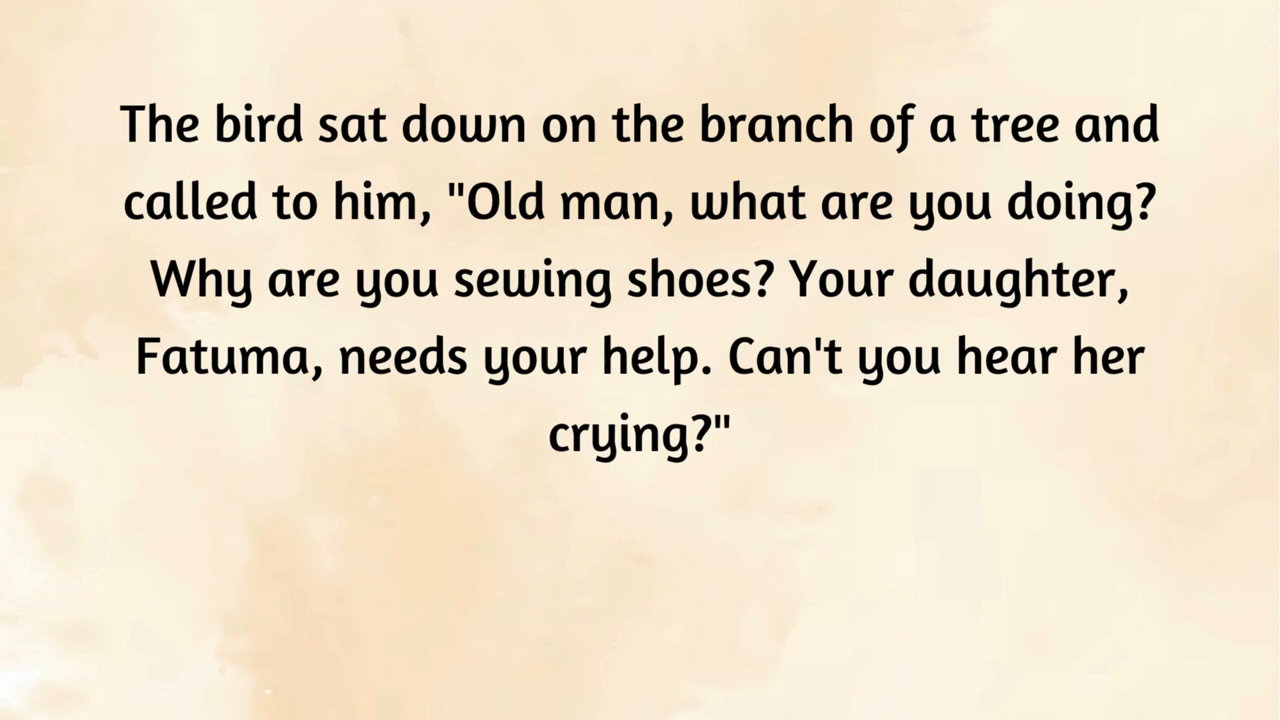 The bird sat down on the branch of a tree and
called to him, "Old man, what are you doing?
Why are you sewing shoes? Your daughter,
Fatuma, needs your help. Can't you hear her
crying?"